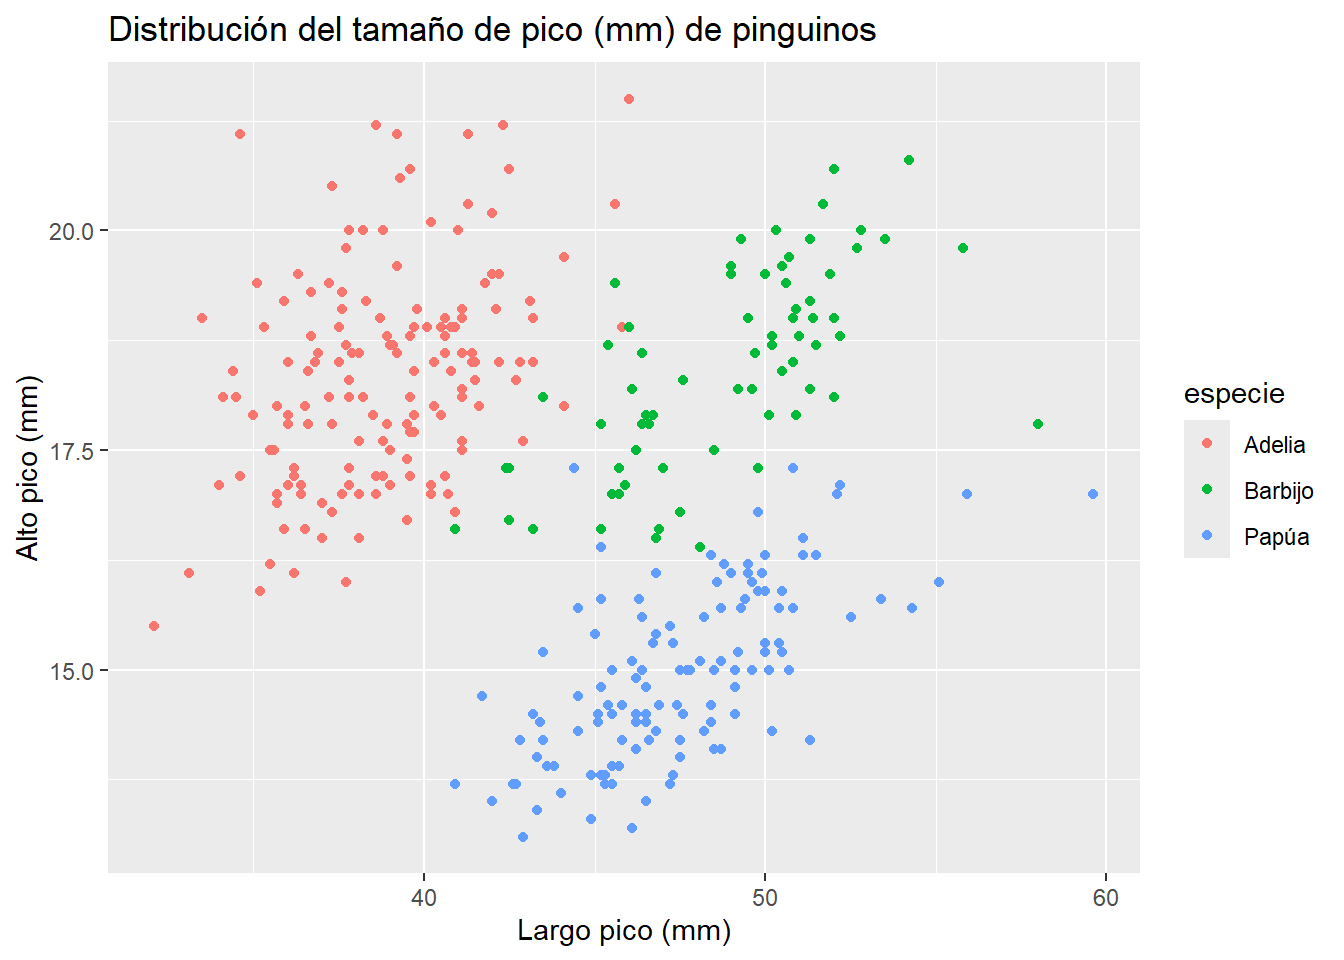 Distribución del tamaño de pico (mm) de pinguinos
Alto pico (mm)
20.0
17.5
15.0
40
50
60
Largo pico (mm)
especie
Adelia
Barbijo
Papúa